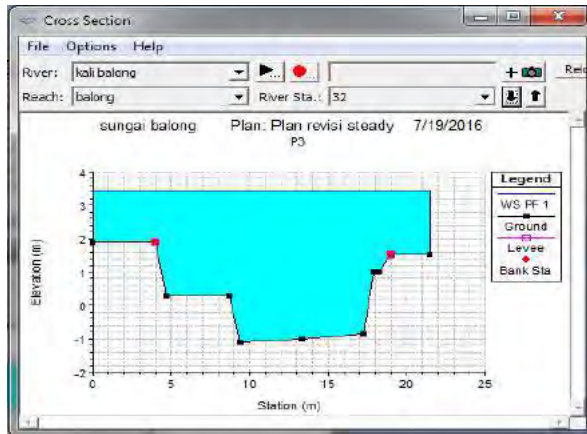 Cross Section
File Options Help
River: kali balong
Reach: balong River Sta.: 32
sungai balong Plan: Plan revisi steady 7/19/2016
P3
Legend
WS PF 1
Ground
Levee
Bank Sta
Elevation (m)
4
3
2
1
0
-1
-2
0 5 10 15 20 25
Station (m)